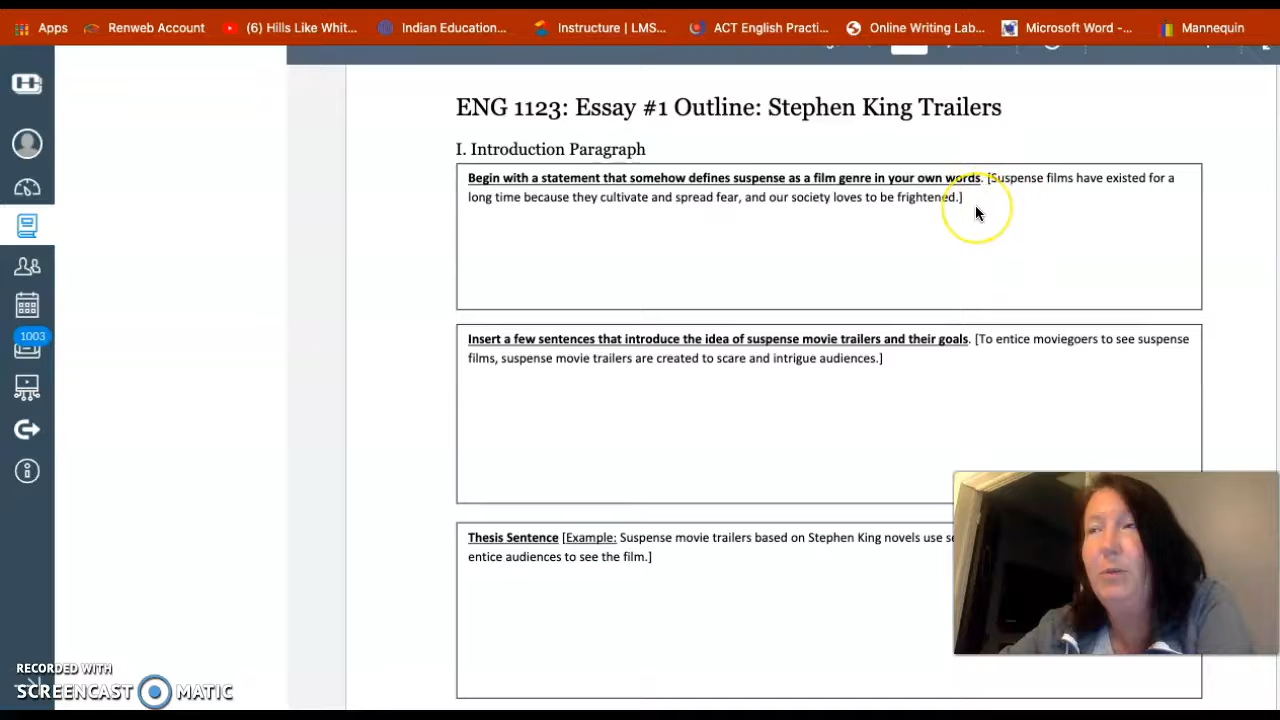 Apps Renweb Account (6) Hills Like Whit... Indian Education... Instructure | LMS... ACT English Practi... Online Writing Lab... Microsoft Word -... Mannequin
ENG 1123: Essay #1 Outline: Stephen King Trailers
I. Introduction Paragraph
Begin with a statement that somehow defines suspense as a film genre in your own words. [Suspense films have existed for a
long time because they cultivate and spread fear, and our society loves to be frightened.]
1003
Insert a few sentences that introduce the idea of suspense movie trailers and their goals. [To entice moviegoers to see suspense
films, suspense movie trailers are created to scare and intrigue audiences.]
Thesis Sentence [Example: Suspense movie trailers based on Stephen King novels use
entice audiences to see the film.]
RECORDED WITH
SCREENCAST MATIC